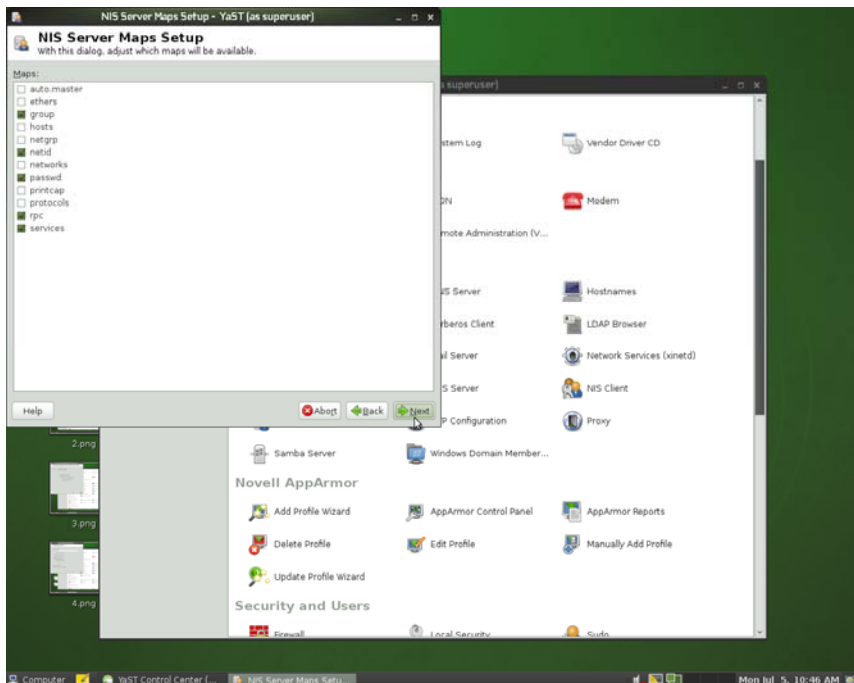 NIS Server Maps Setup - YaST (as superuser)
NIS Server Maps Setup
With this dialog, adjust which maps will be available.
Maps:
auto.master
ethers
group
hosts
netgrp
netid
networks
passwd
printcap
protocols
rpc
services
Help
Abort
Back
Next
superuser]
stem Log
Vendor Driver CD
Modem
mote Administration (V...
Server
Hostnames
rberos Client
LDAP Browser
il Server
Network Services (xinetd)
S Server
NIS Client
P Configuration
Proxy
Samba Server
Windows Domain Member...
Novell AppArmor
Add Profile Wizard
AppArmor Control Panel
AppArmor Reports
Delete Profile
Edit Profile
Manually Add Profile
Update Profile Wizard
Security and Users
Firewall
Local Security
Sudo
2.png
3.png
4.png
Computer
YaST Control Center [...
NIS Server Maps Setu...
Mon Jul 5, 10:46 AM